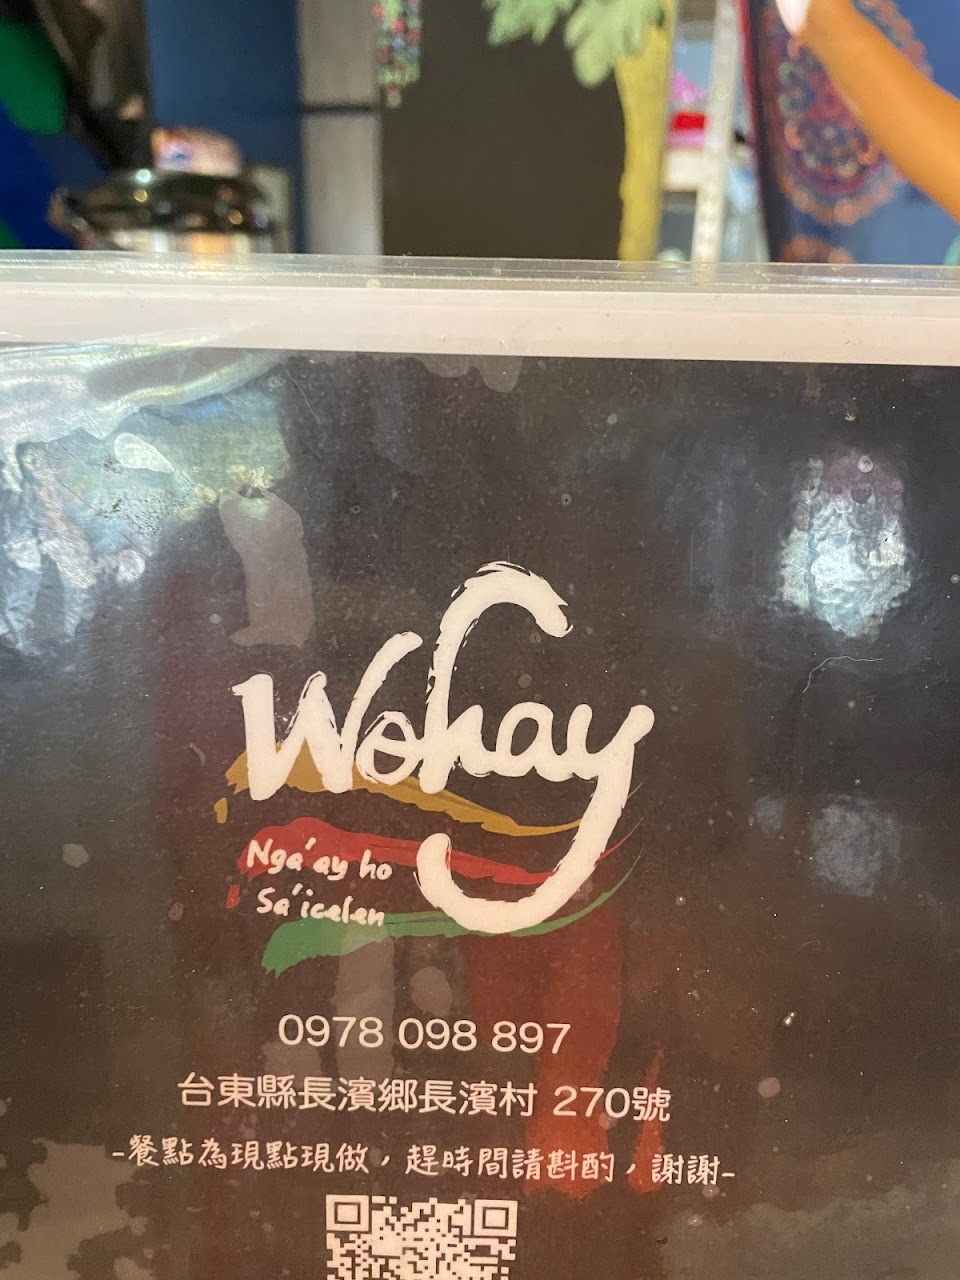 Wohay
Nga'ay ho
Sa'icelen
0978 098 897
台東縣長濱鄉長濱村 270號
-餐點為現點現做，趕時間請斟酌，謝謝-